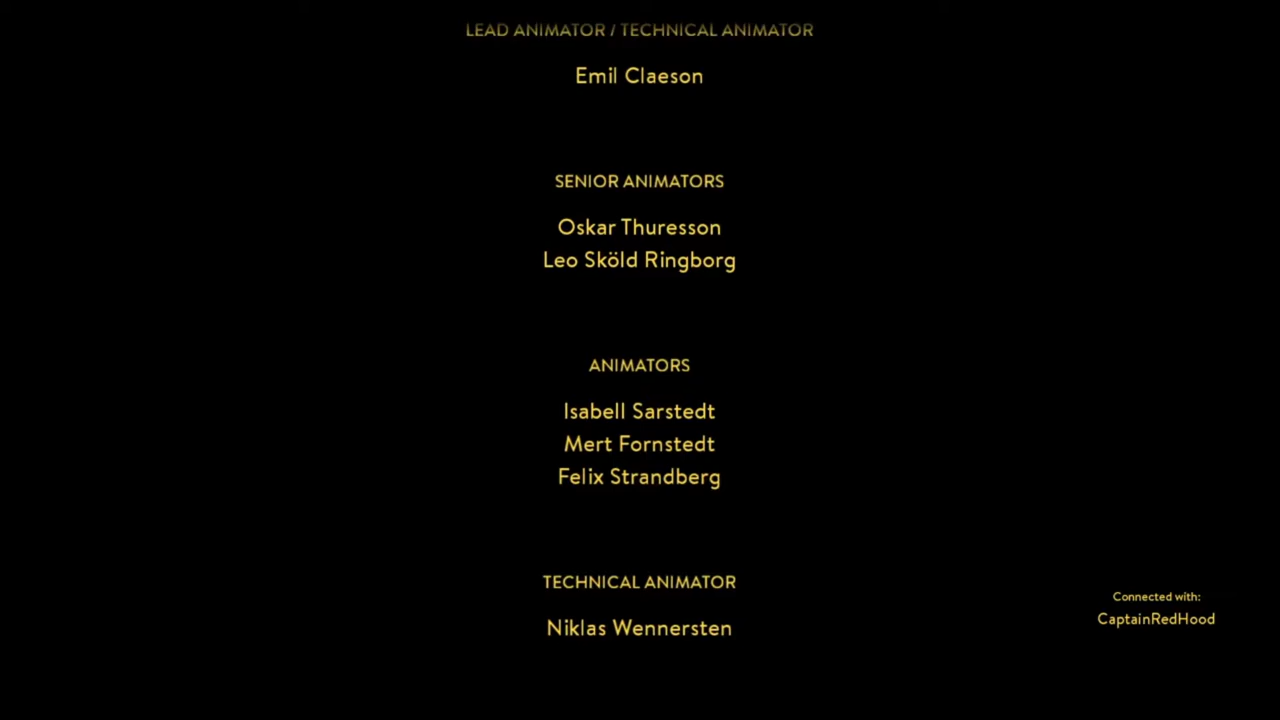 LEAD ANIMATOR / TECHNICAL ANIMATOR
Emil Claeson
SENIOR ANIMATORS
Oskar Thuresson
Leo Sköld Ringborg
ANIMATORS
Isabell Sarstedt
Mert Fornstedt
Felix Strandberg
TECHNICAL ANIMATOR
Niklas Wennersten
Connected with:
CaptainRedHood